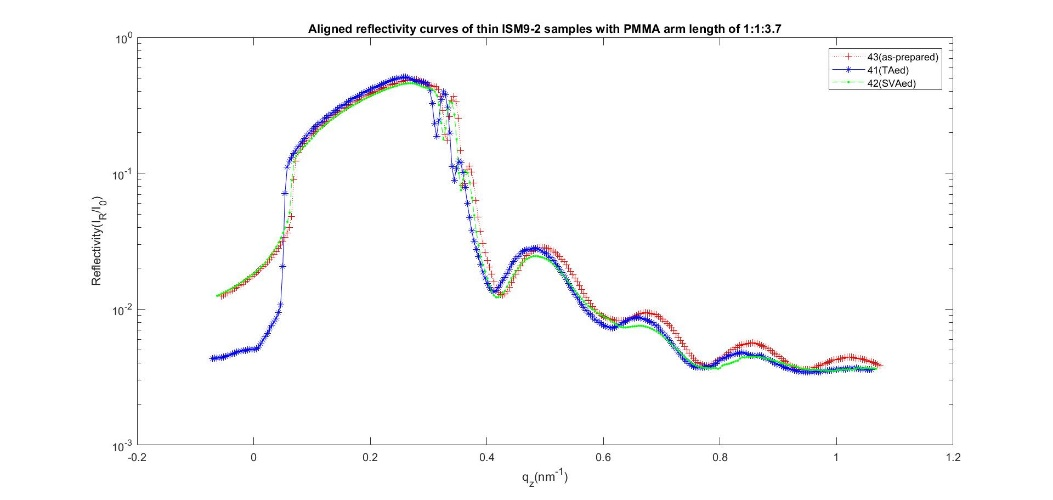 Aligned reflectivity curves of thin ISM9-2 samples with PMMA arm length of 1:1:3.7
10^0
43(as-prepared)
41(TAed)
42(SVAed)
10^-1
Reflectivity(I_R/I_0)
10^-2
10^-3
-0.2 0 0.2 0.4 0.6 0.8 1 1.2
q_z(nm^-1)